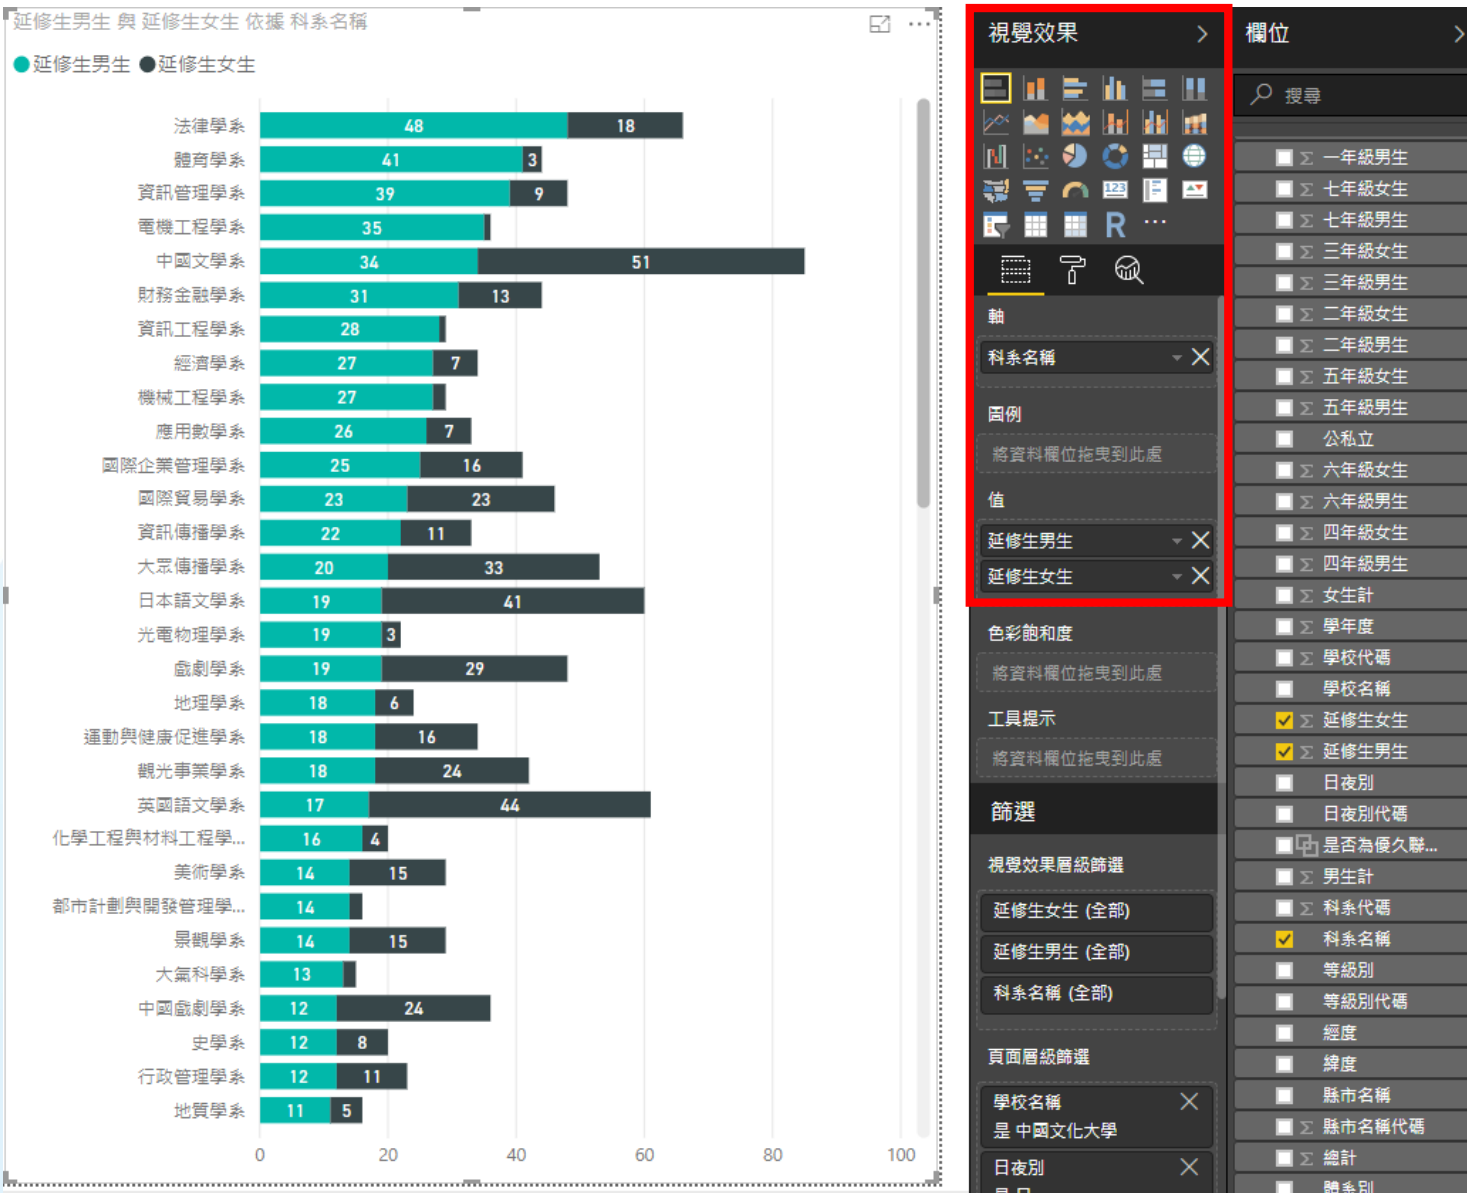 延修生男生 與 延修生女生 依據 科系名稱
延修生男生 延修生女生
法律學系 48 18
體育學系 41 3
資訊管理學系 39 9
電機工程學系 35
中國文學系 34 51
財務金融學系 31 13
資訊工程學系 28
經濟學系 27 7
機械工程學系 27
應用數學系 26 7
國際企業管理學系 25 16
國際貿易學系 23 23
資訊傳播學系 22 11
大眾傳播學系 20 33
日本語文學系 19 41
光電物理學系 19 3
戲劇學系 19 29
地理學系 18 6
運動與健康促進學系 18 16
觀光事業學系 18 24
英國語文學系 17 44
化學工程與材料工程學... 16 4
美術學系 14 15
都市計劃與開發管理學... 14
景觀學系 14 15
大氣科學系 13
中國戲劇學系 12 24
史學系 12 8
行政管理學系 12 11
地質學系 11 5
0 20 40 60 80 100
視覺效果
123
R
軸
科系名稱
圖例
將資料欄位拖曳到此處
值
延修生男生
延修生女生
色彩飽和度
將資料欄位拖曳到此處
工具提示
將資料欄位拖曳到此處
篩選
視覺效果層級篩選
延修生女生 (全部)
延修生男生 (全部)
科系名稱 (全部)
頁面層級篩選
學校名稱
是 中國文化大學
日夜別
是 日
欄位
搜尋
Σ 一年級男生
Σ 七年級女生
Σ 七年級男生
Σ 三年級女生
Σ 三年級男生
Σ 二年級女生
Σ 二年級男生
Σ 五年級女生
Σ 五年級男生
公私立
Σ 六年級女生
Σ 六年級男生
Σ 四年級女生
Σ 四年級男生
Σ 女生計
Σ 學年度
Σ 學校代碼
學校名稱
Σ 延修生女生
Σ 延修生男生
日夜別
日夜別代碼
是否為優久聯...
Σ 男生計
Σ 科系代碼
科系名稱
等級別
等級別代碼
經度
緯度
縣市名稱
Σ 縣市名稱代碼
Σ 總計
體系別